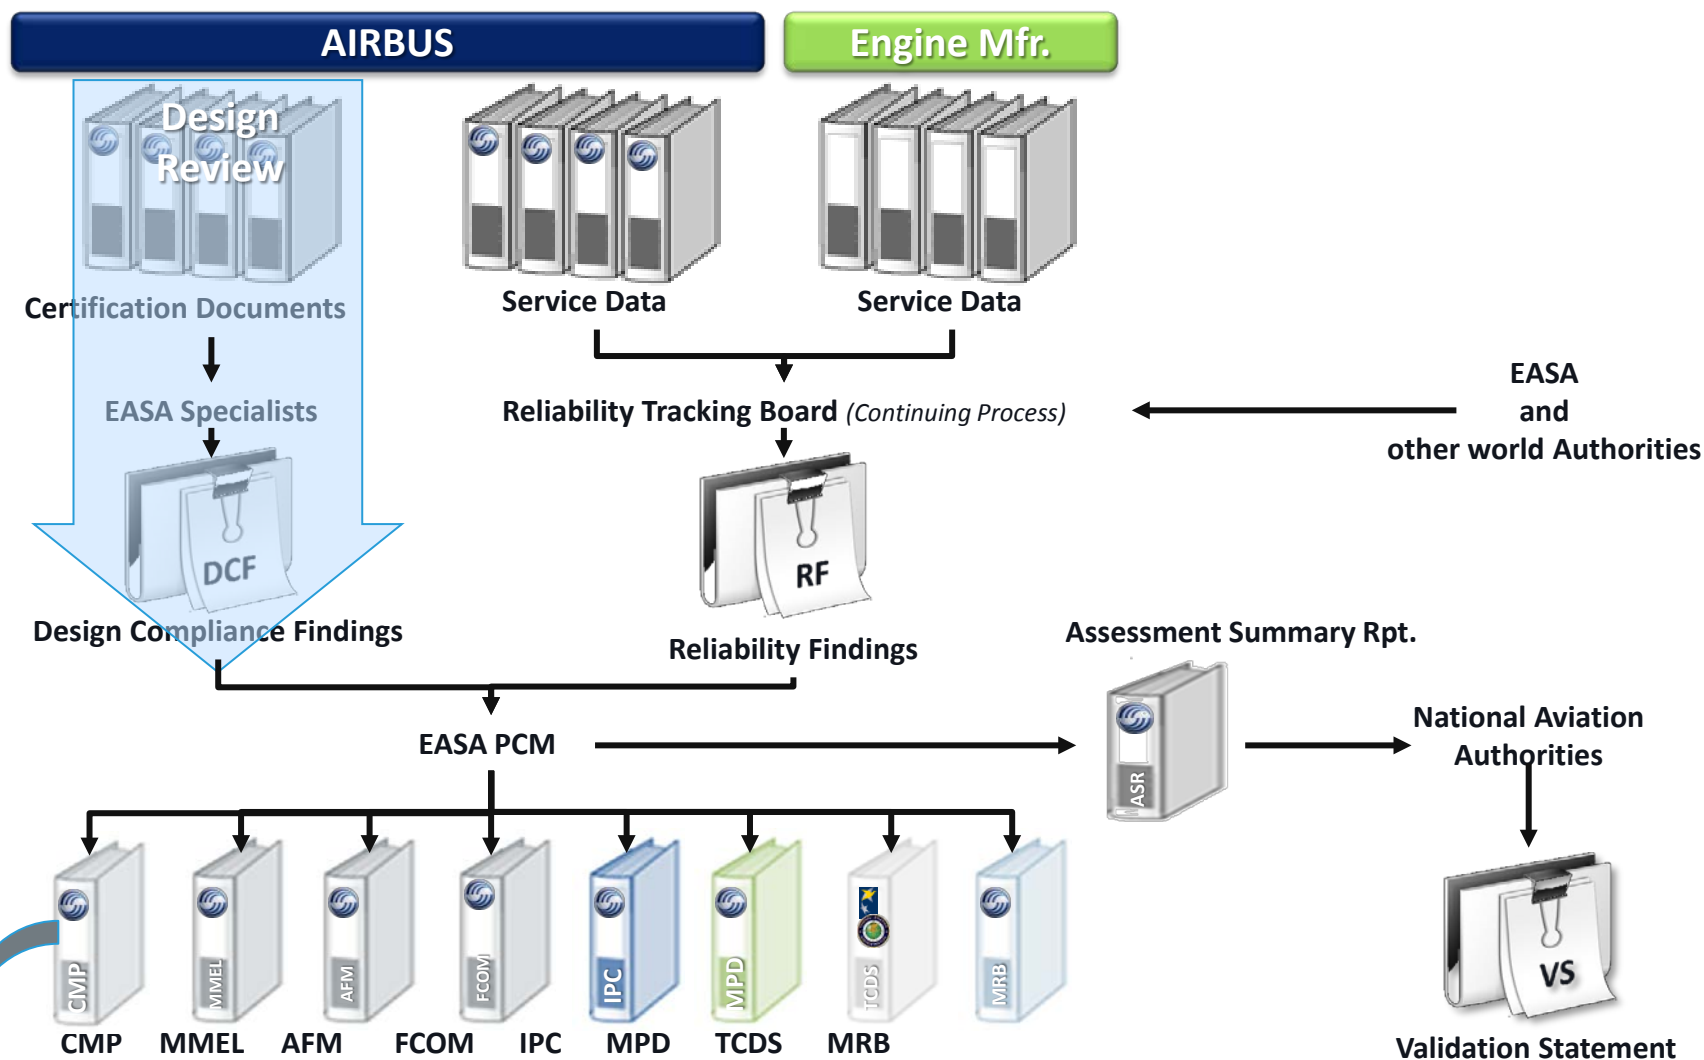 AIRBUS
Engine Mfr.
Design
Review
Certification Documents
Service Data
Service Data
EASA Specialists
Reliability Tracking Board (Continuing Process)
EASA
and
other world Authorities
DCF
RF
Design Compliance Findings
Reliability Findings
Assessment Summary Rpt.
ASR
EASA PCM
National Aviation
Authorities
CMP
MMEL
AFM
FCOM
IPC
MPD
TCDS
MRB
VS
CMP
MMEL
AFM
FCOM
IPC
MPD
TCDS
MRB
Validation Statement